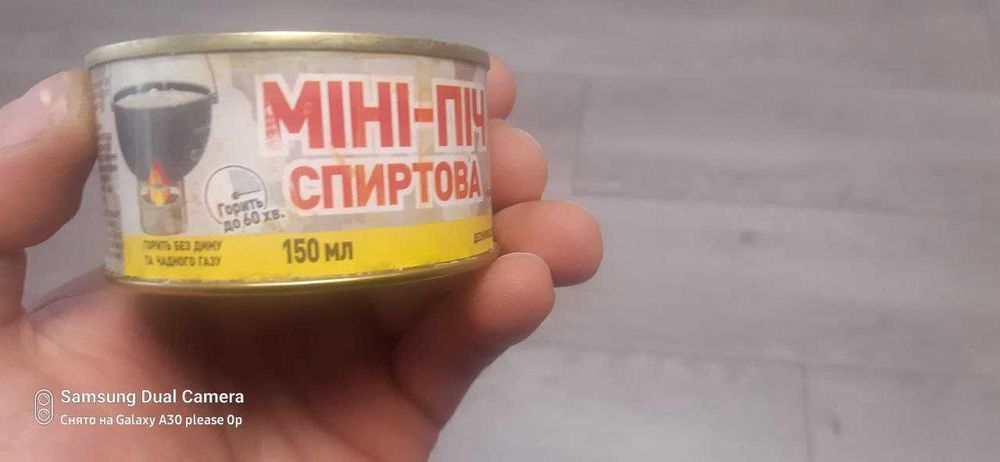 МІНІ-ПІЧ
СПИРТОВА
Горить
до 60 хв.
ГОРИТЬ БЕЗ ДИМУ
ТА ЧАДНОГО ГАЗУ
150 МЛ
Samsung Dual Camera
Снято на Galaxy A30 please 0р